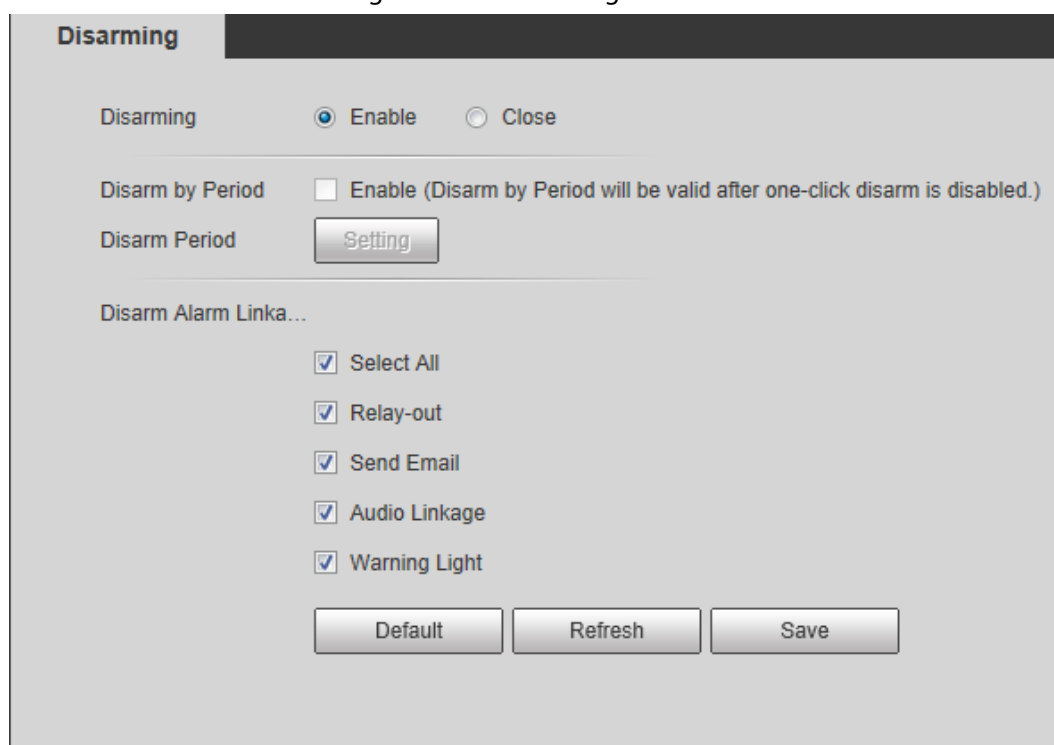 Disarming
Disarming Enable Close
Disarm by Period Enable (Disarm by Period will be valid after one-click disarm is disabled.)
Disarm Period Setting
Disarm Alarm Linka...
Select All
Relay-out
Send Email
Audio Linkage
Warning Light
Default Refresh Save